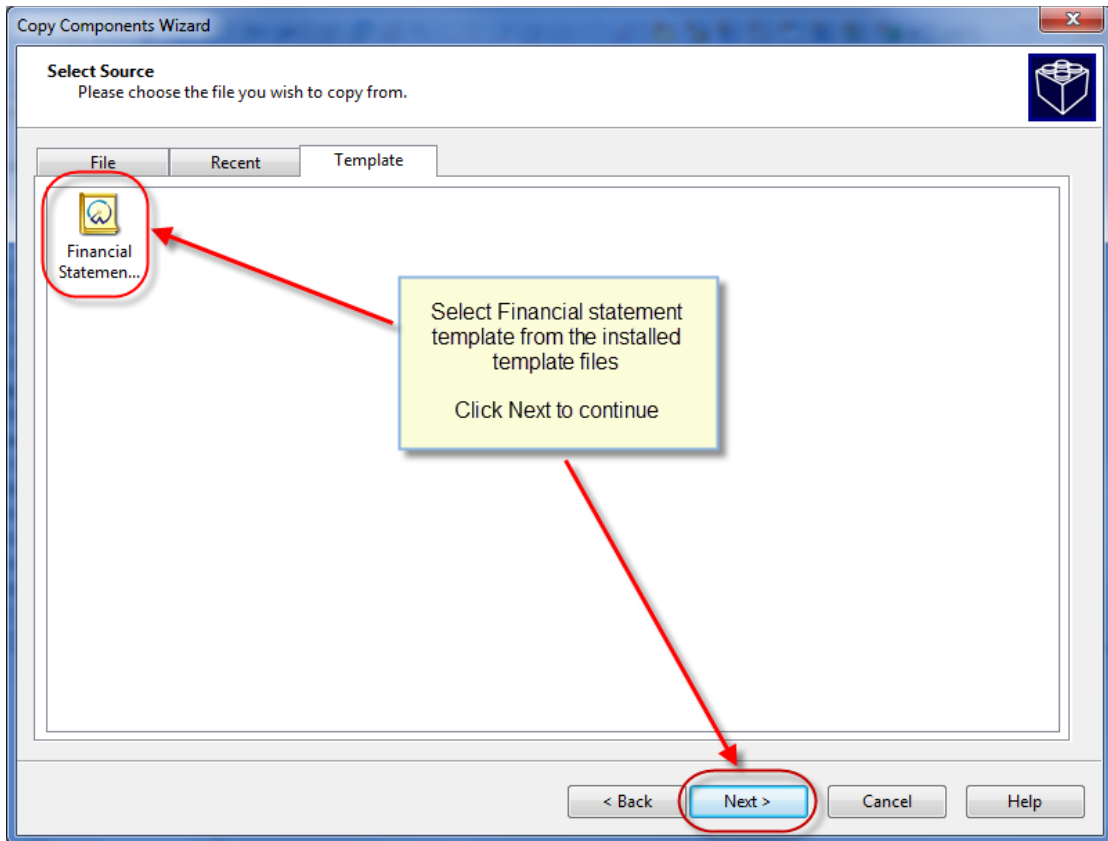 Copy Components Wizard
Select Source
Please choose the file you wish to copy from.
File
Recent
Template
Financial
Statemen...
Select Financial statement
template from the installed
template files
Click Next to continue
< Back
Next >
Cancel
Help